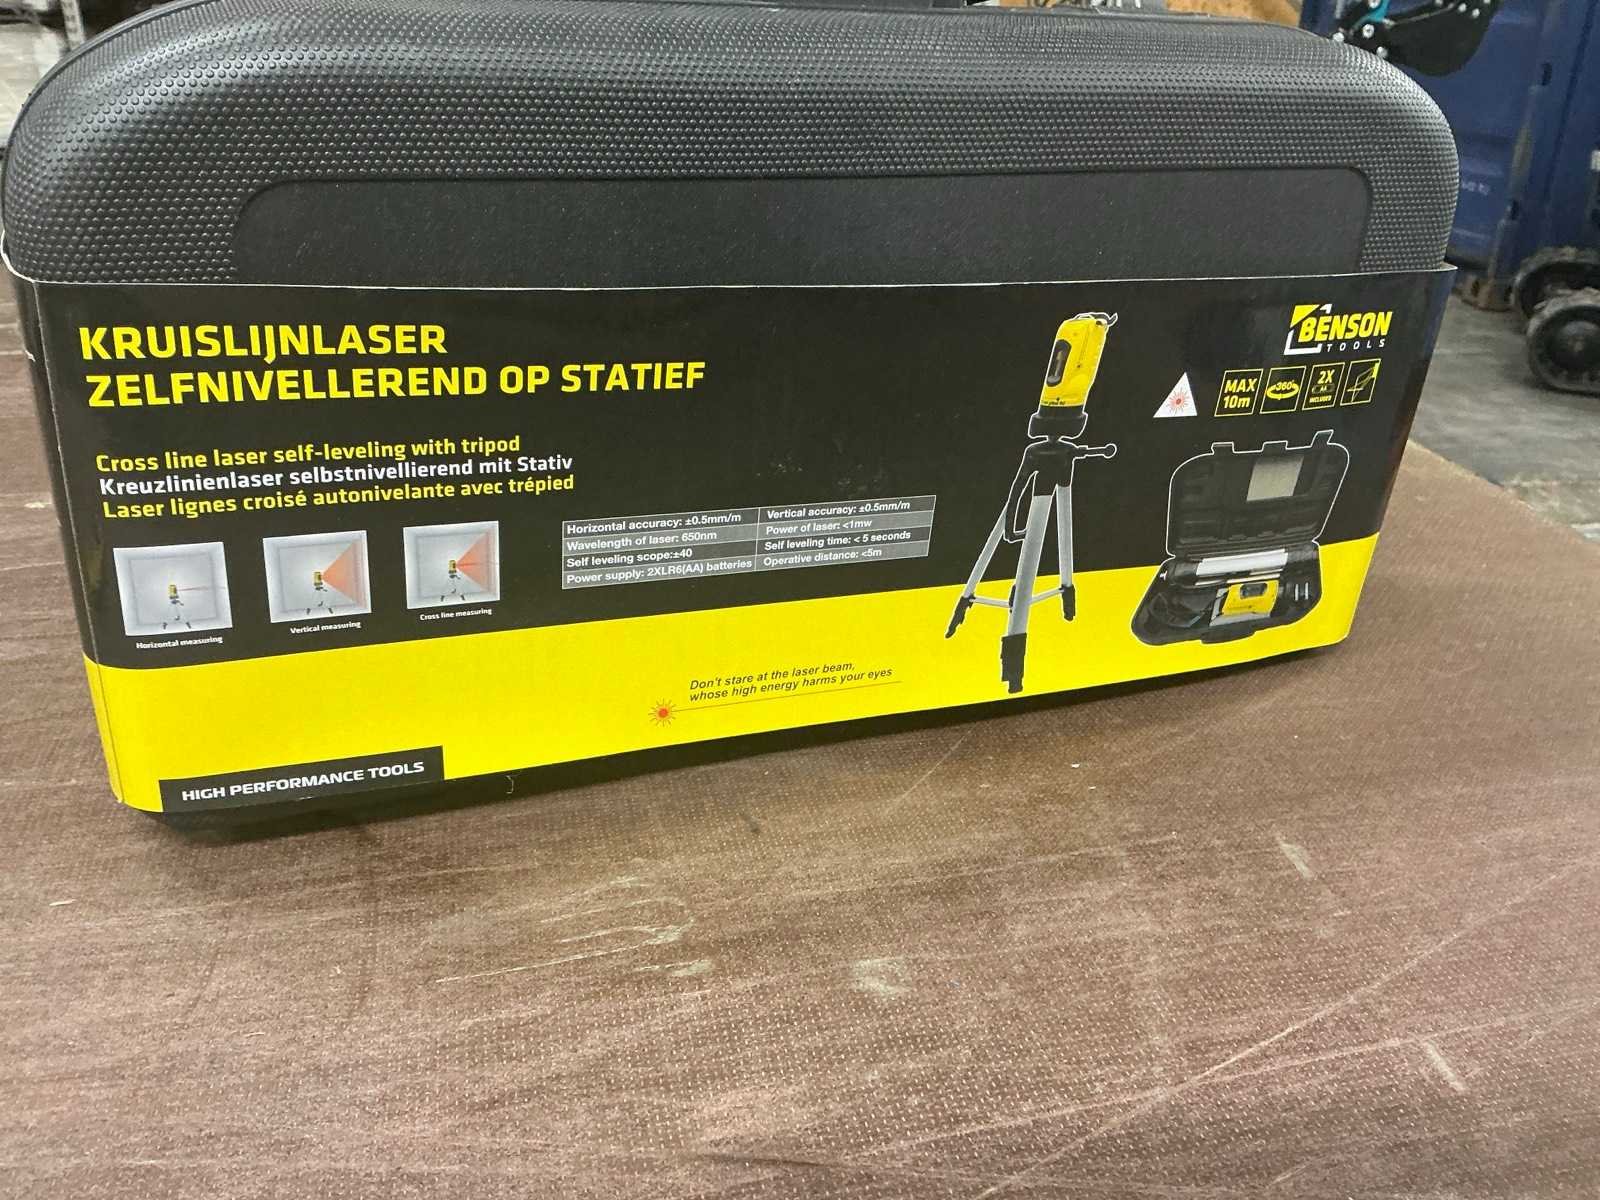 KRUISLIJNLASER
ZELFNIVELLEREND OP STATIEF
Cross line laser self-leveling with tripod
Kreuzlinienlaser selbstnivellierend mit Stativ
Laser lignes croisé autonivelante avec trépied
BENSON
TOOLS
MAX
10m
360°
2X
AA
INCLUDED
Horizontal accuracy: ±0.5mm/m Vertical accuracy: ±0.5mm/m
Wavelength of laser: 650nm Power of laser: <1mw
Self leveling scope:±40 Self leveling time: < 5 seconds
Power supply: 2XLR6(AA) batteries Operative distance: <5m
Horizontal measuring
Vertical measuring
Cross line measuring
Don't stare at the laser beam,
whose high energy harms your eyes
HIGH PERFORMANCE TOOLS